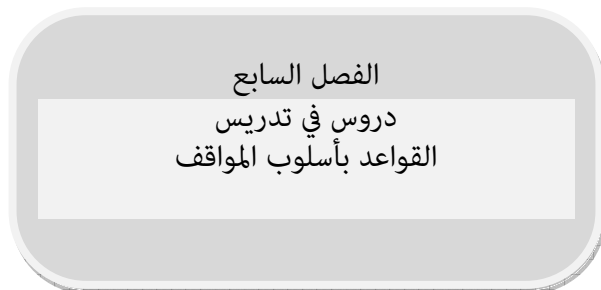 الفصل السابع
دروس في تدريس
القواعد بأسلوب المواقف